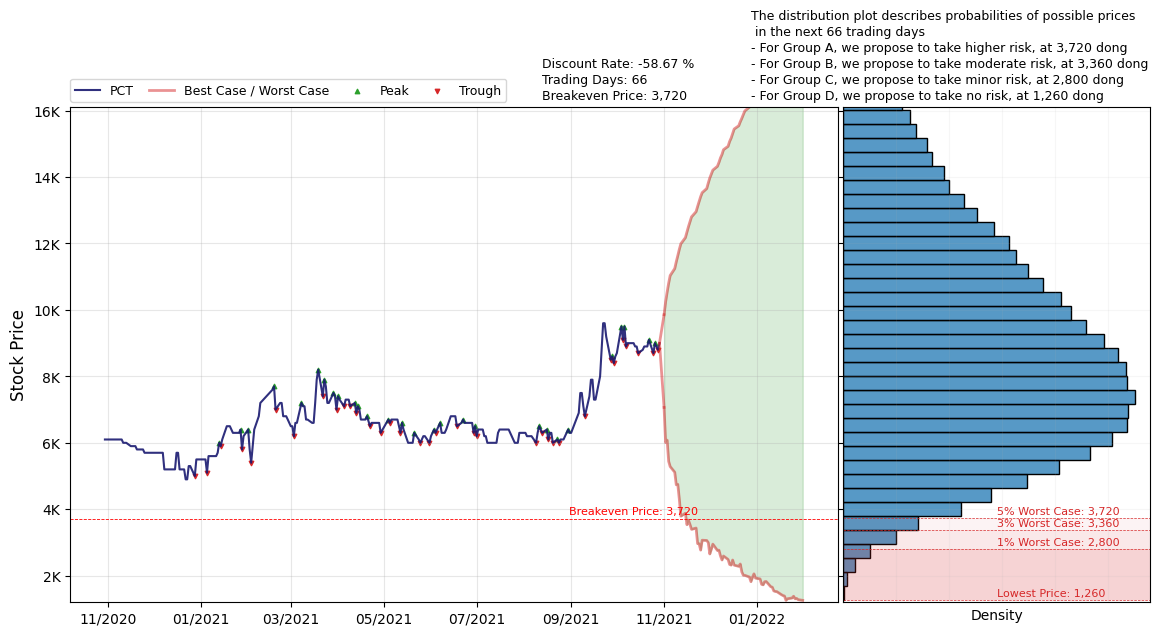 The distribution plot describes probabilities of possible prices
in the next 66 trading days
- For Group A, we propose to take higher risk, at 3,720 dong
- For Group B, we propose to take moderate risk, at 3,360 dong
- For Group C, we propose to take minor risk, at 2,800 dong
- For Group D, we propose to take no risk, at 1,260 dong
Discount Rate: -58.67 %
Trading Days: 66
Breakeven Price: 3,720
PCT
Best Case / Worst Case
Peak
Trough
Stock Price
16K
14K
12K
10K
8K
6K
4K
2K
Breakeven Price: 3,720
5% Worst Case: 3,720
3% Worst Case: 3,360
1% Worst Case: 2,800
Lowest Price: 1,260
11/2020
01/2021
03/2021
05/2021
07/2021
09/2021
11/2021
01/2022
Density